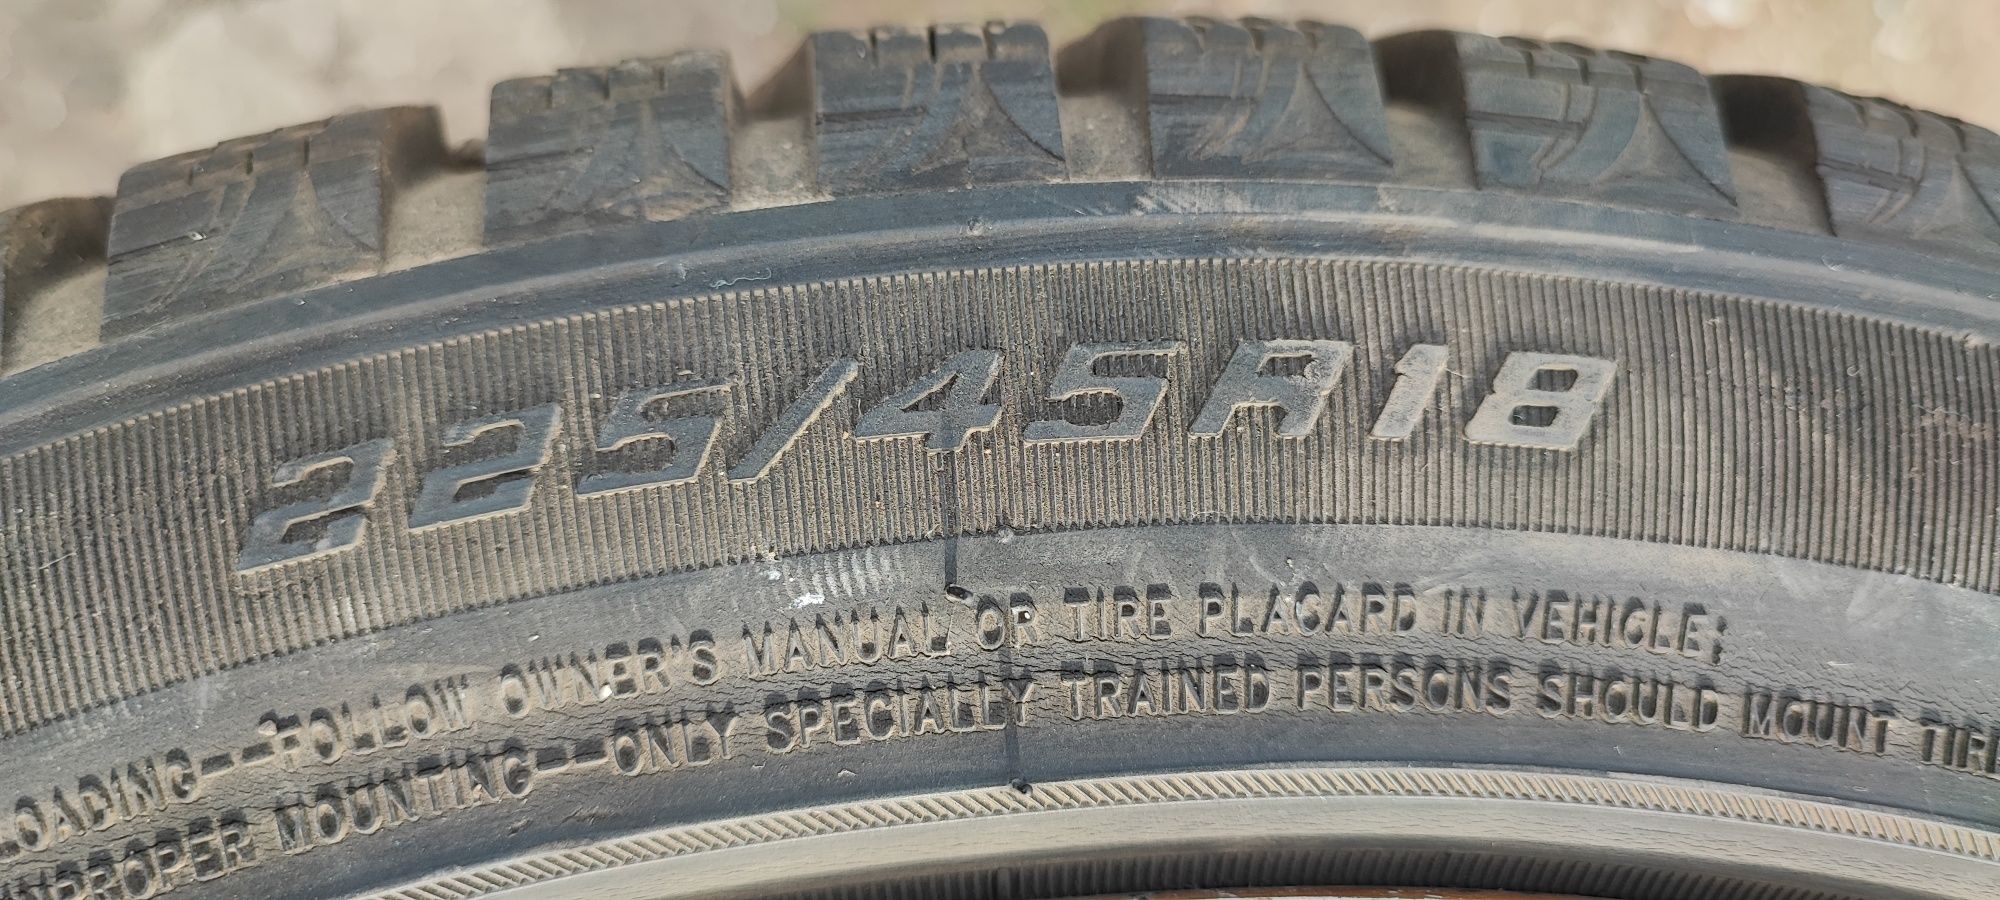 225/45R18
LOADING--FOLLOW OWNER'S MANUAL OR TIRE PLACARD IN VEHICLE;
IMPROPER MOUNTING--ONLY SPECIALLY TRAINED PERSONS SHOULD MOUNT TIRE